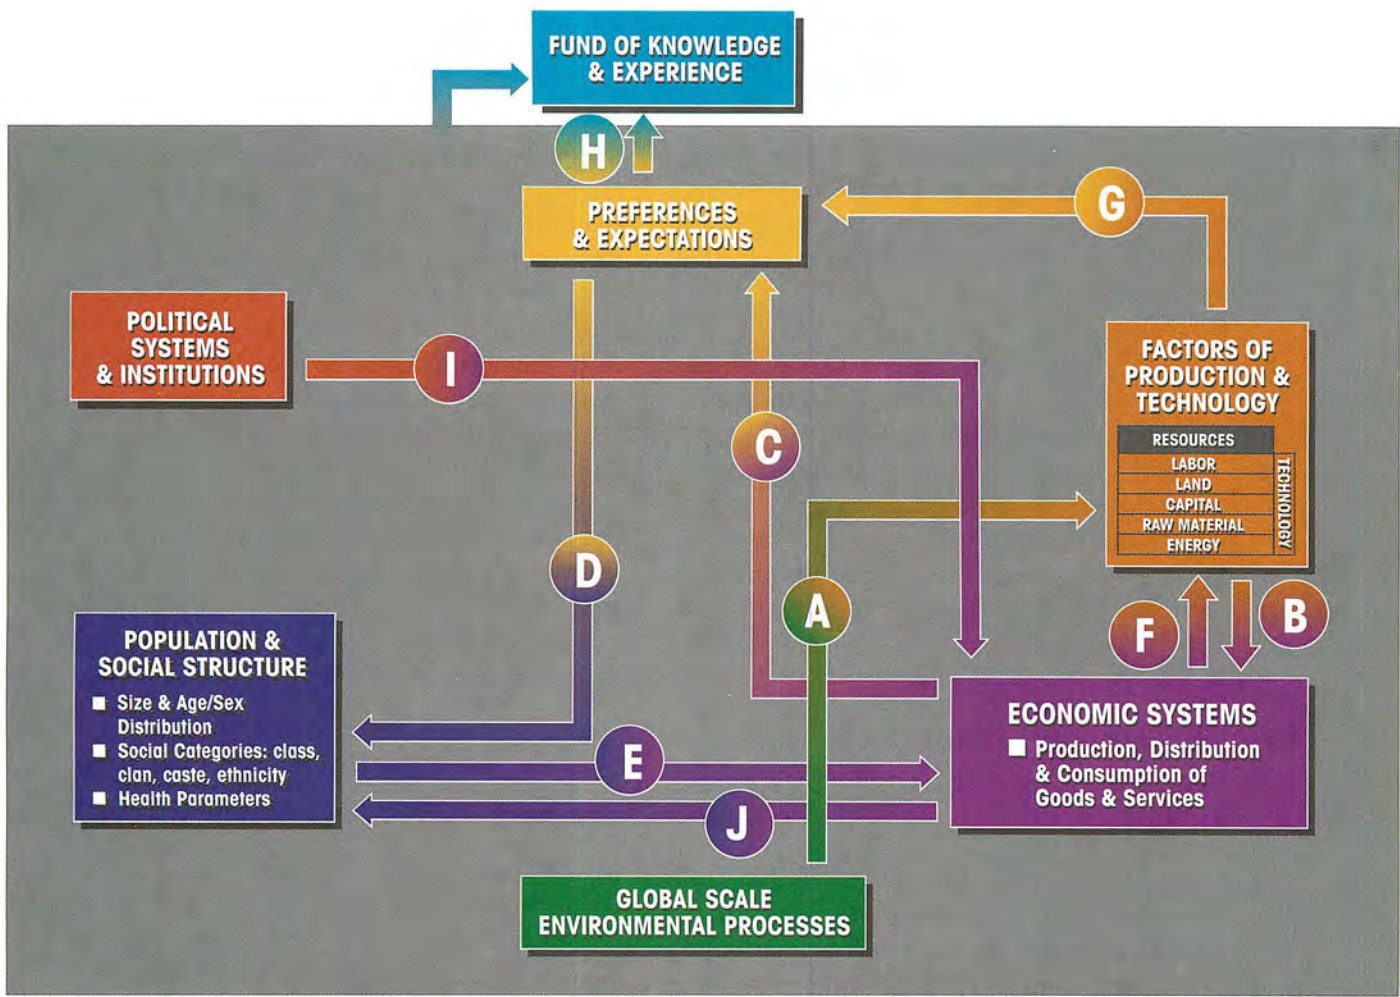 FUND OF KNOWLEDGE
& EXPERIENCE
H
PREFERENCES
& EXPECTATIONS
G
POLITICAL
SYSTEMS
& INSTITUTIONS
I
FACTORS OF
PRODUCTION &
TECHNOLOGY
RESOURCES
LABOR
LAND
CAPITAL
RAW MATERIAL
ENERGY
TECHNOLOGY
C
D
A
F
B
POPULATION &
SOCIAL STRUCTURE
■ Size & Age/Sex
Distribution
■ Social Categories: class,
clan, caste, ethnicity
■ Health Parameters
E
J
ECONOMIC SYSTEMS
■ Production, Distribution
& Consumption of
Goods & Services
GLOBAL SCALE
ENVIRONMENTAL PROCESSES